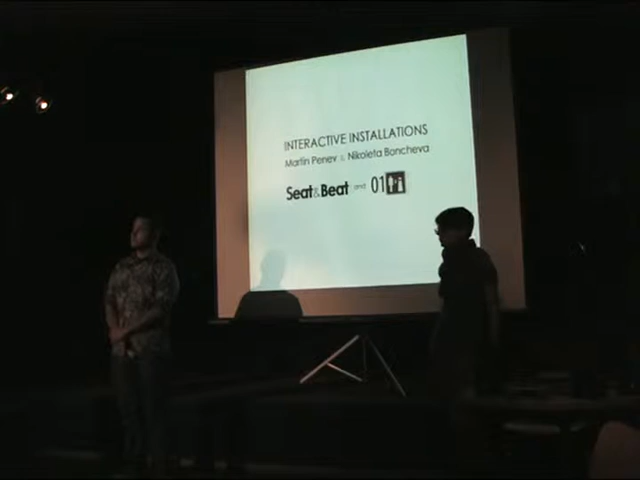 INTERACTIVE INSTALLATIONS
Martin Penev & Nikoleta Boncheva
Seat&Beat and 01